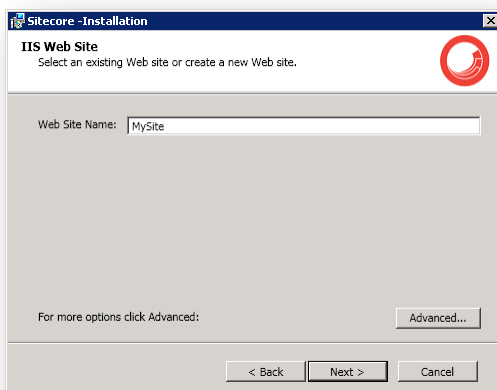 Sitecore -Installation
IIS Web Site
Select an existing Web site or create a new Web site.
Web Site Name: MySite
For more options click Advanced: Advanced...
< Back Next > Cancel